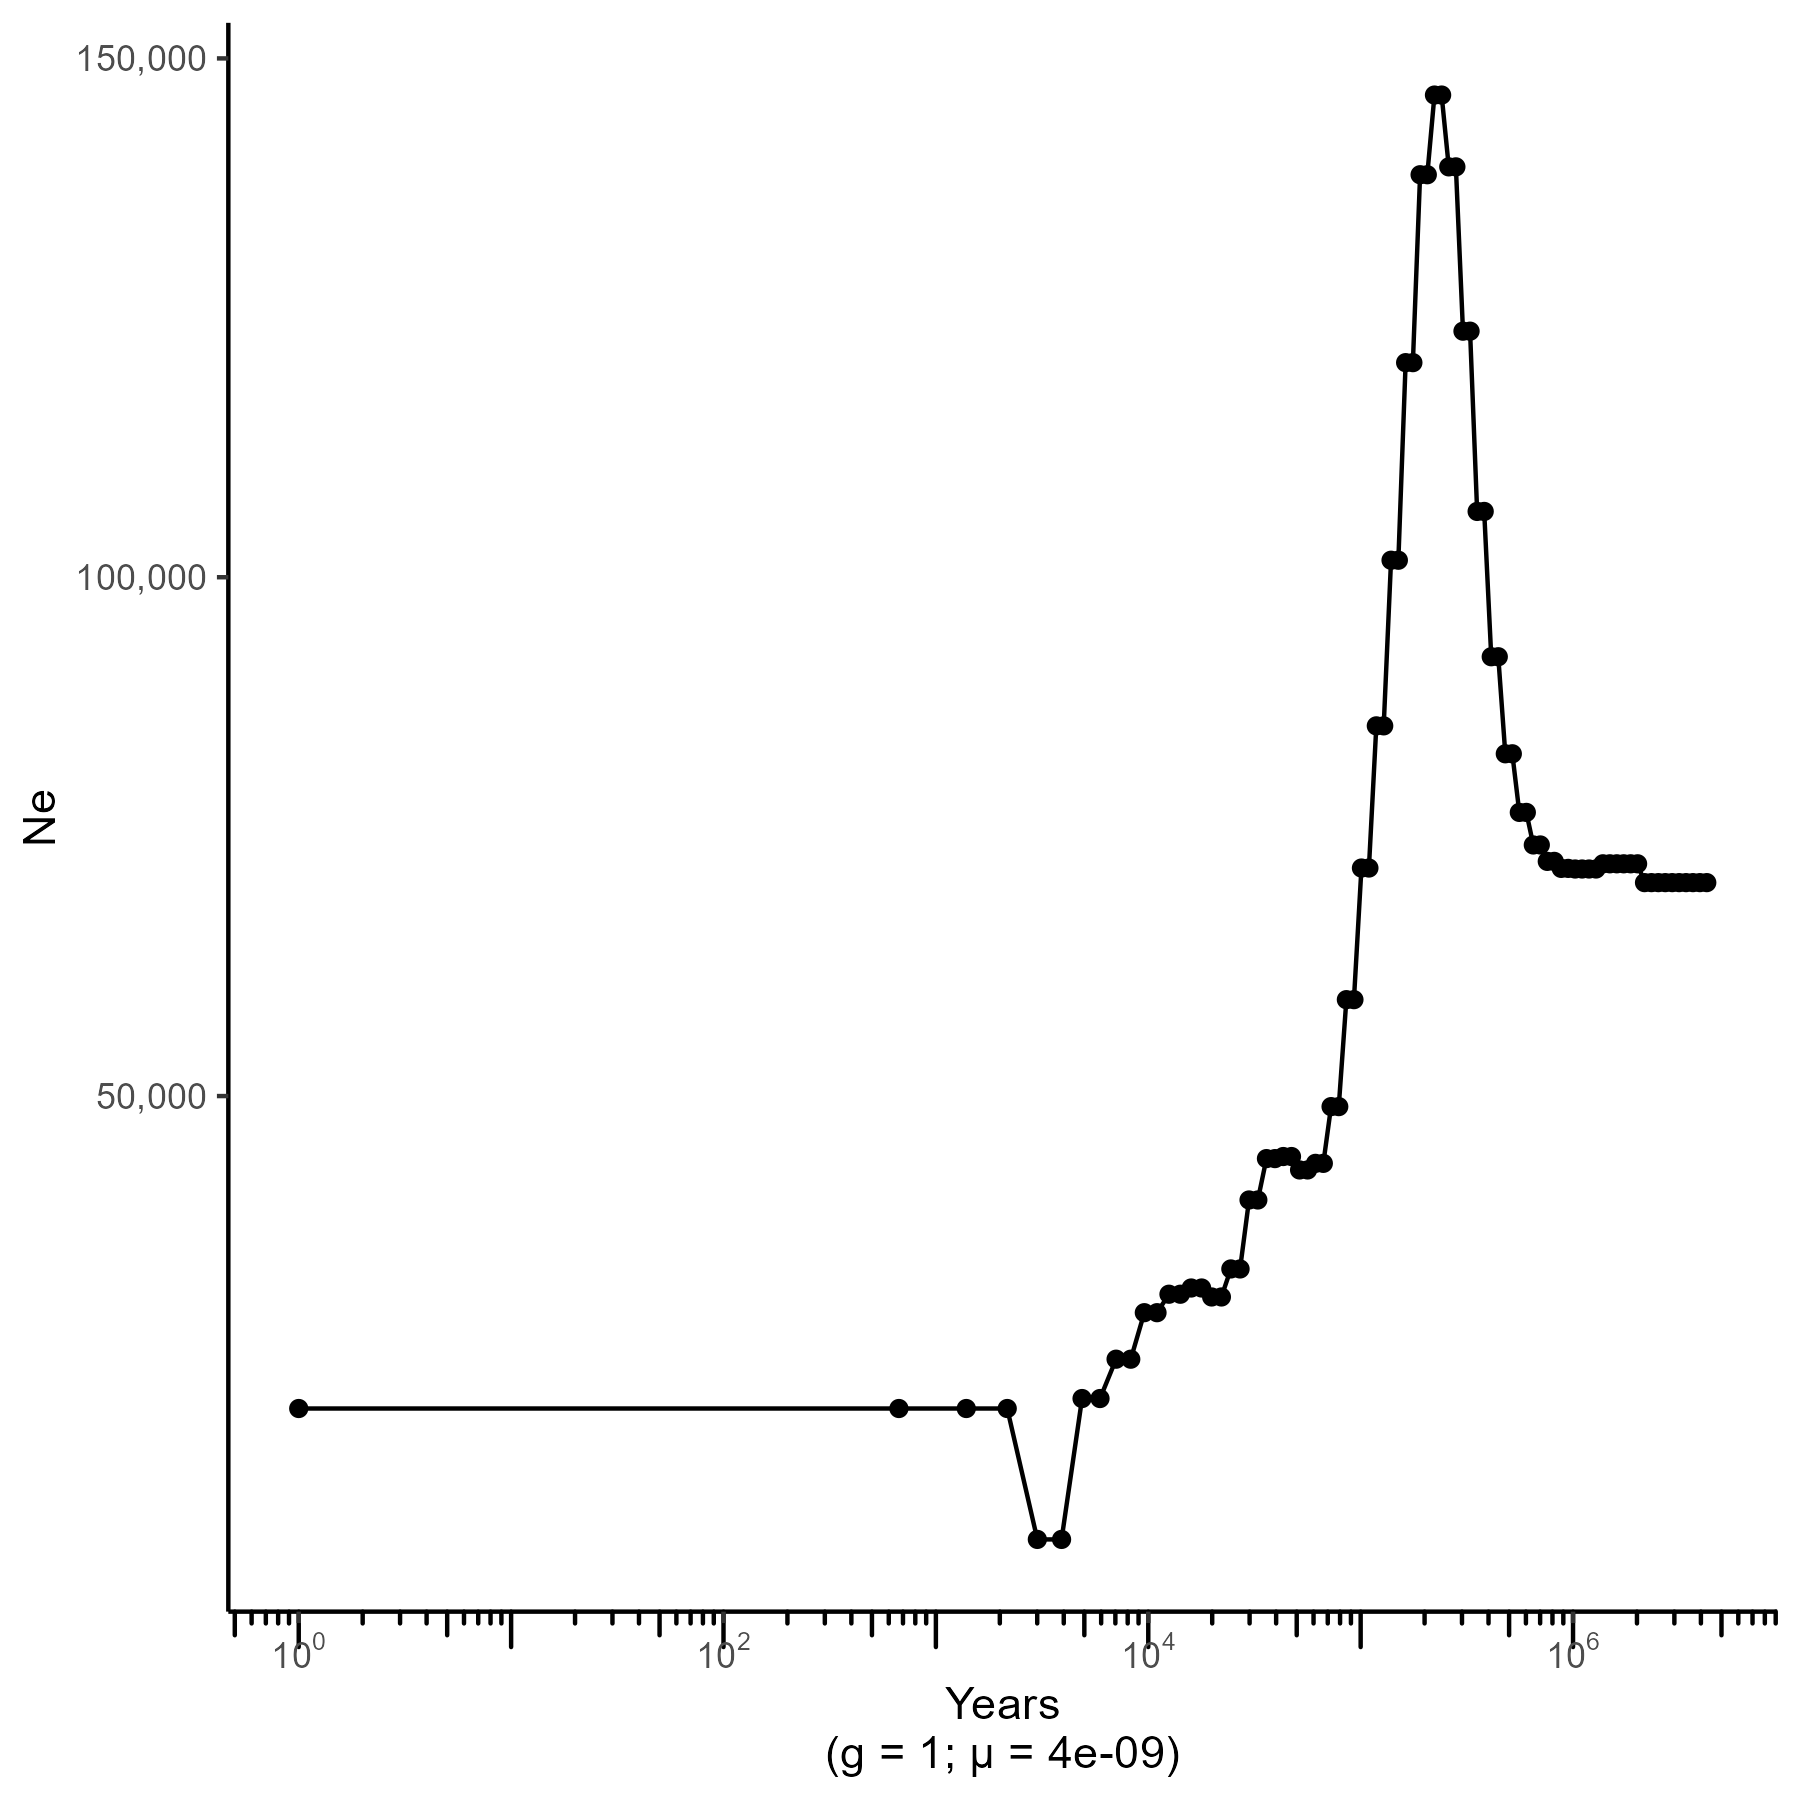 150,000
100,000
50,000
Ne
10⁰
10²
10⁴
10⁶
Years
(g = 1; μ = 4e-09)